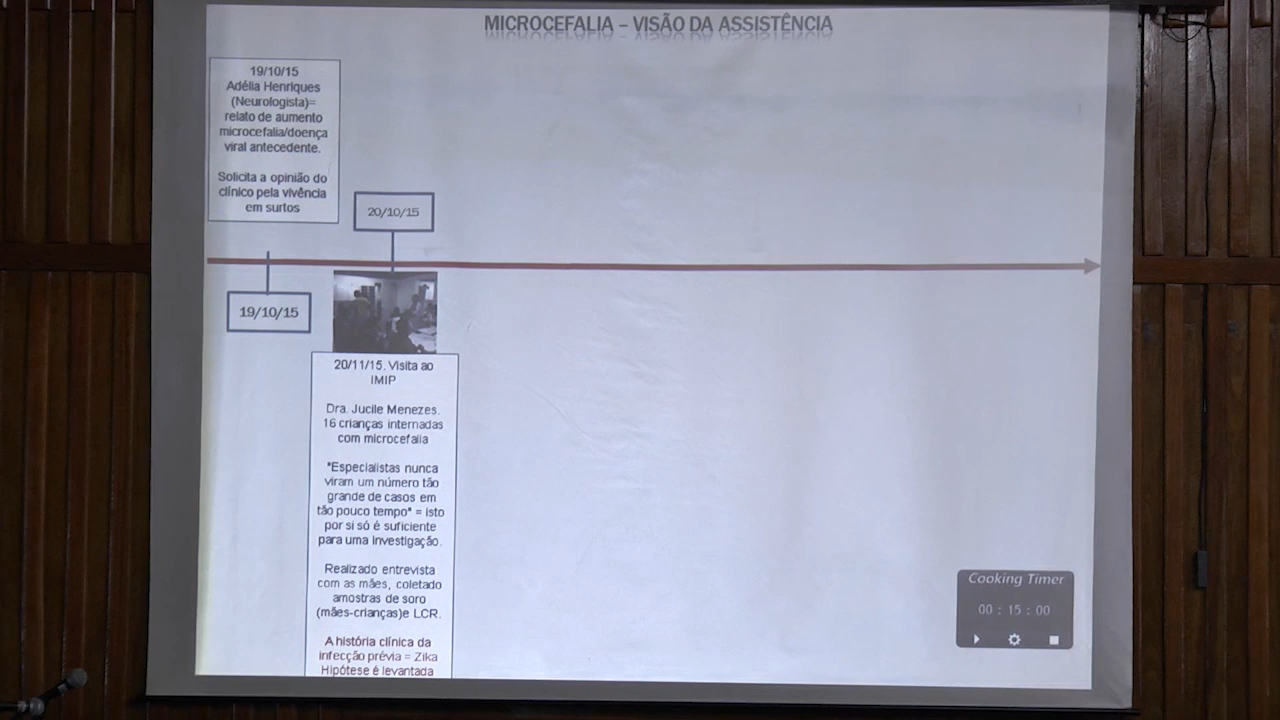 MICROCEFALIA – VISÃO DA ASSISTÊNCIA
19/10/15
Adélia Henriques
(Neurologista)=
relato de aumento
microcefalia/doença
viral antecedente.
Solicita a opinião do
clínico pela vivência
em surtos
20/10/15
19/10/15
20/11/15. Visita ao
IMIP
Dra. Jucile Menezes.
16 crianças internadas
com microcefalia
"Especialistas nunca
viram um número tão
grande de casos em
tão pouco tempo" = isto
por si só é suficiente
para uma investigação.
Realizado entrevista
com as mães, coletado
amostras de soro
(mães-crianças)e LCR.
A história clínica da
infecção prévia = Zika
Hipótese é levantada
Cooking Timer
00 : 15 : 00